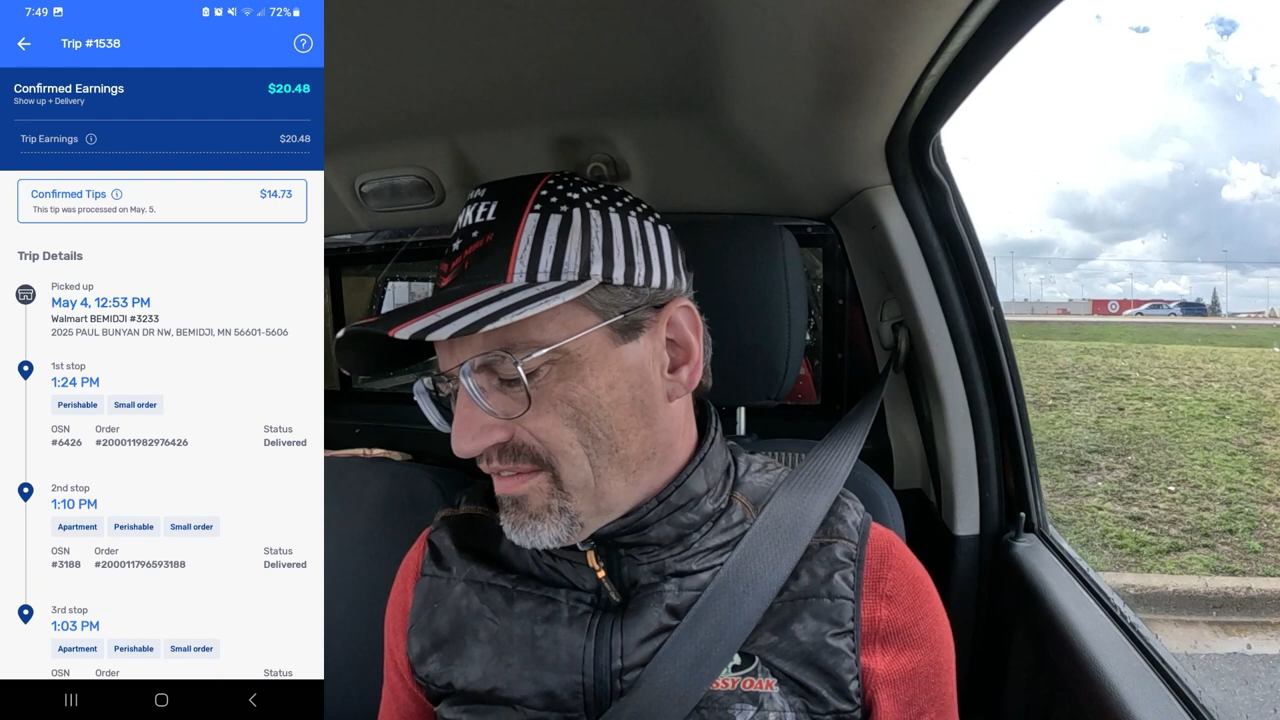 7:49
72%
Trip #1538
?
Confirmed Earnings
$20.48
Show up + Delivery
Trip Earnings
$20.48
Confirmed Tips
$14.73
This tip was processed on May. 5.
Trip Details
Picked up
May 4, 12:53 PM
Walmart BEMIDJI #3233
2025 PAUL BUNYAN DR NW, BEMIDJI, MN 56601-5606
1st stop
1:24 PM
Perishable Small order
OSN Order Status
#6426 #200011982976426 Delivered
2nd stop
1:10 PM
Apartment Perishable Small order
OSN Order Status
#3188 #200011796593188 Delivered
3rd stop
1:03 PM
Apartment Perishable Small order
OSN Order Status